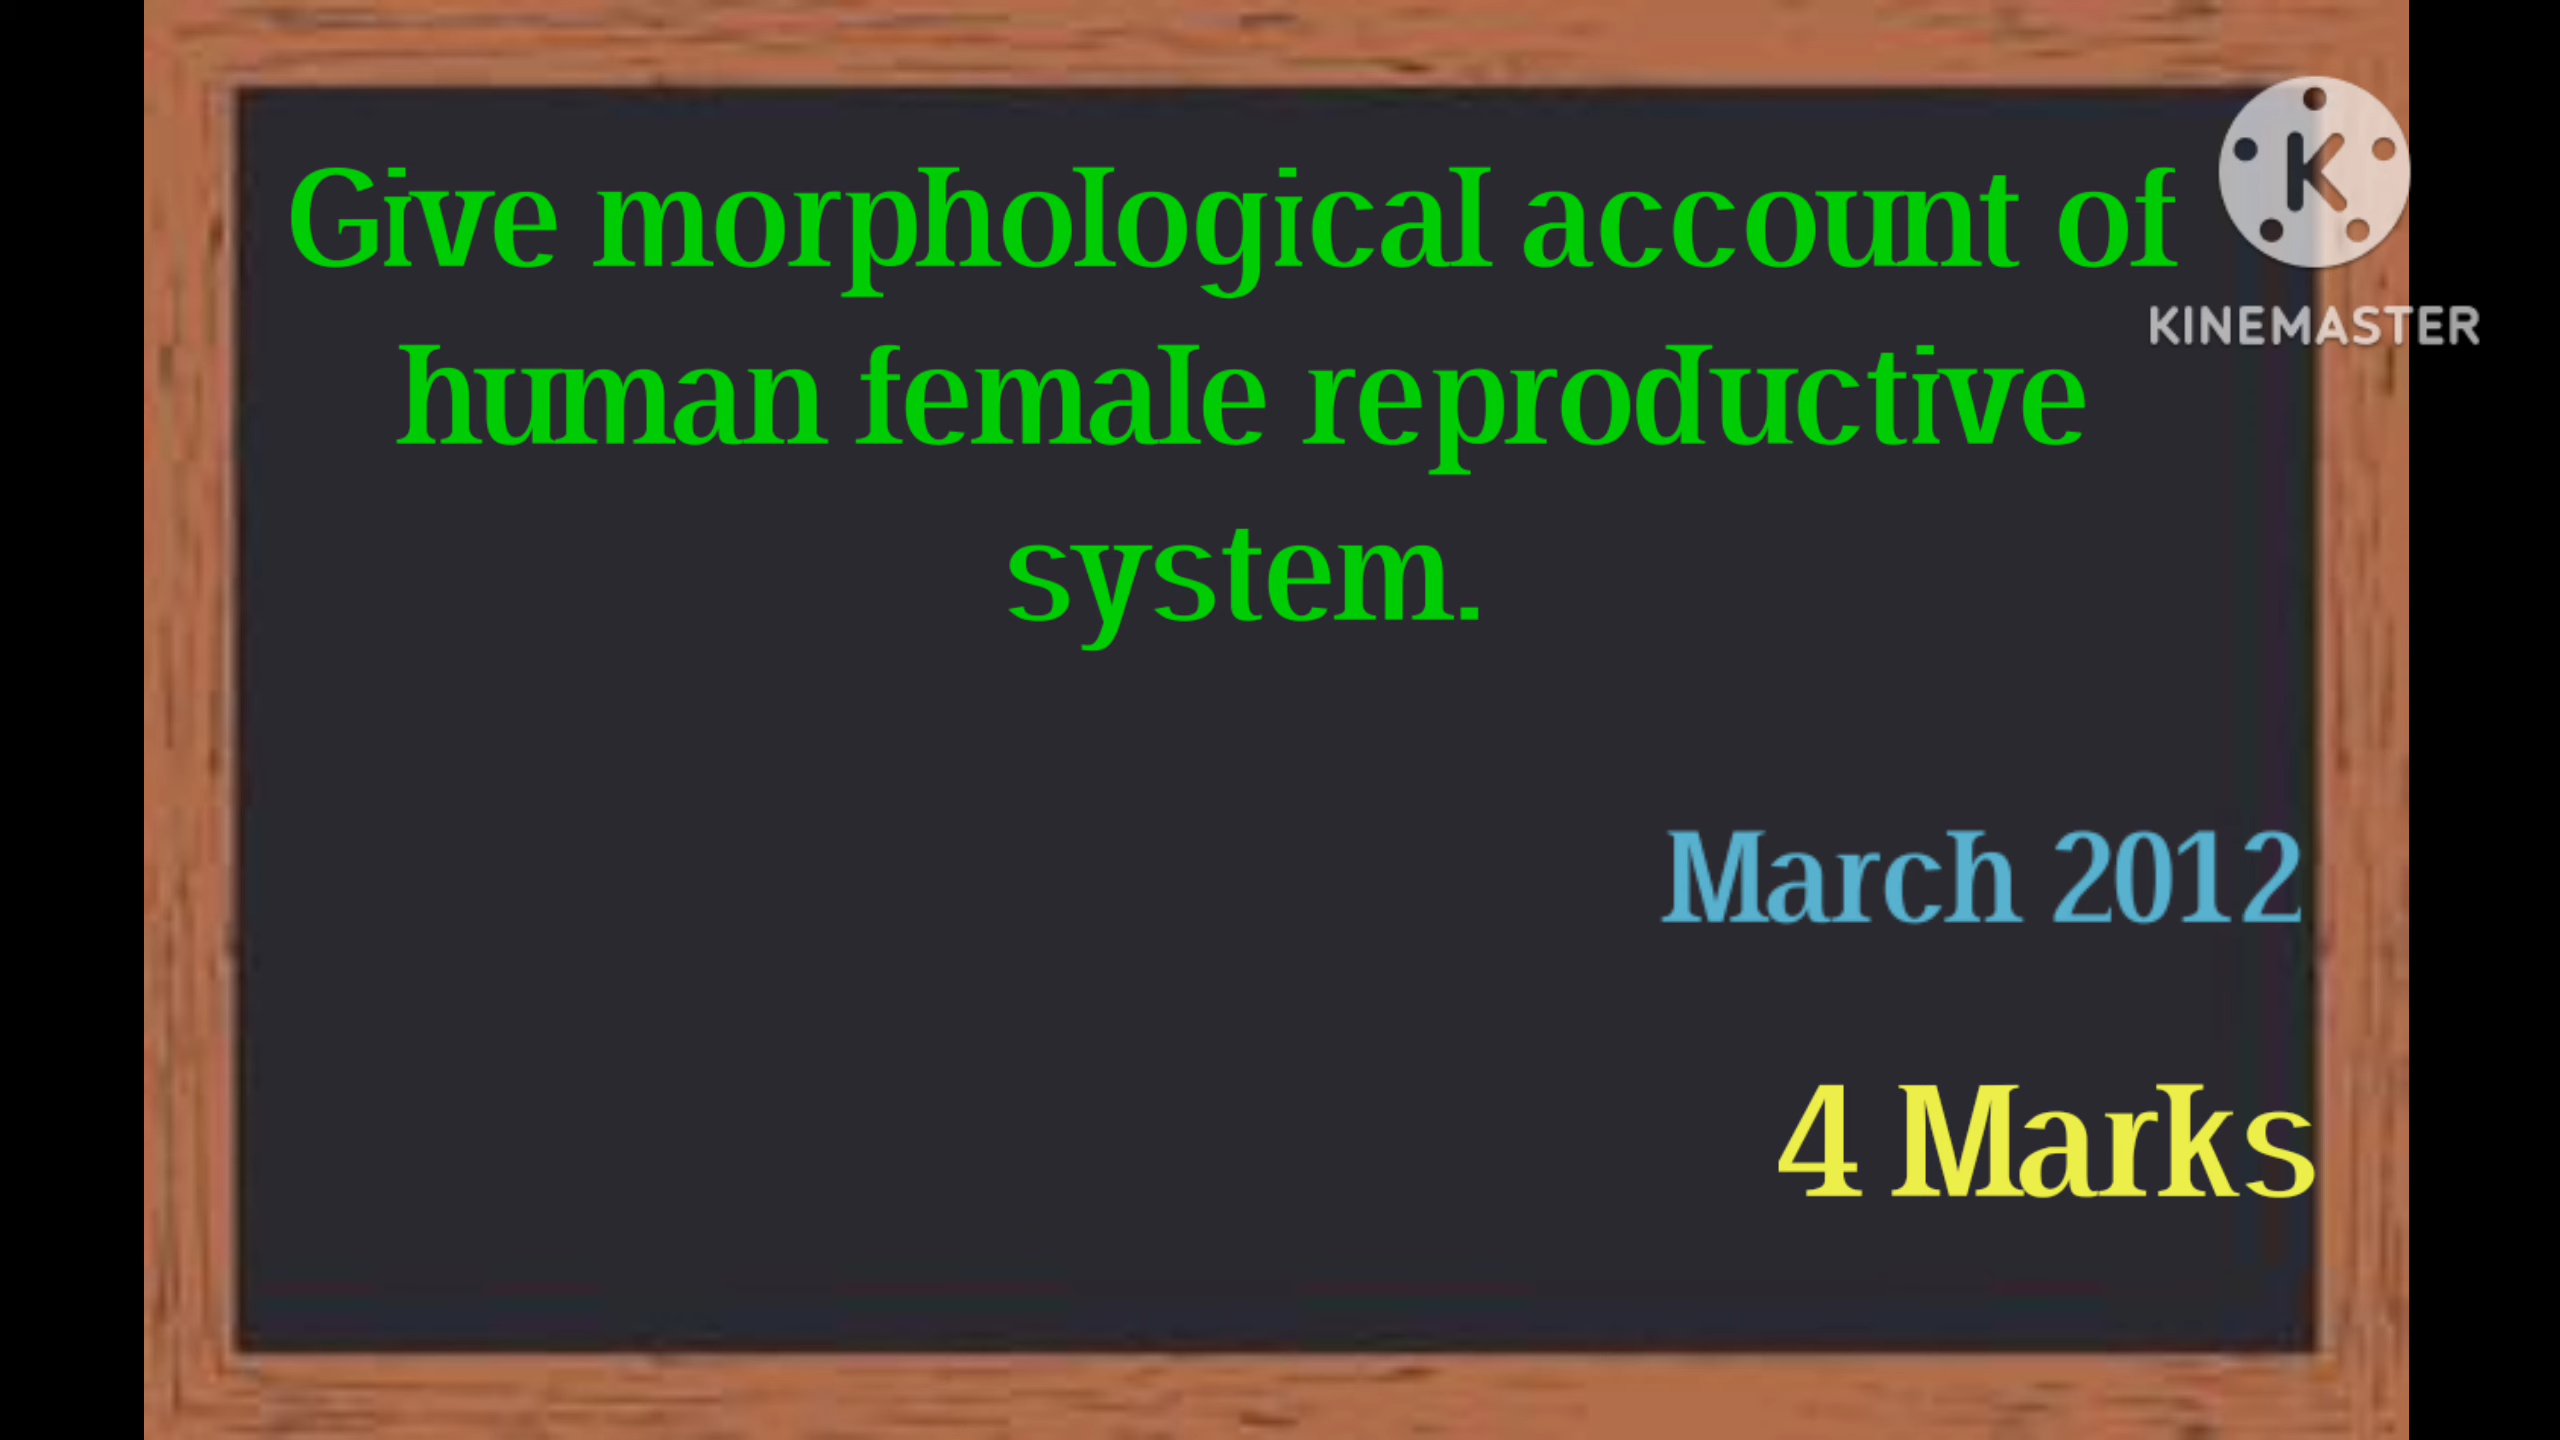 Give morphological account of
human female reproductive
system.
K
KINEMASTER
March 2012
4 Marks